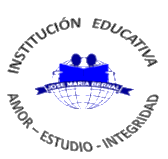 INSTITUCIÓN EDUCATIVA
JOSE MARIA BERNAL
AMOR – ESTUDIO – INTEGRIDAD